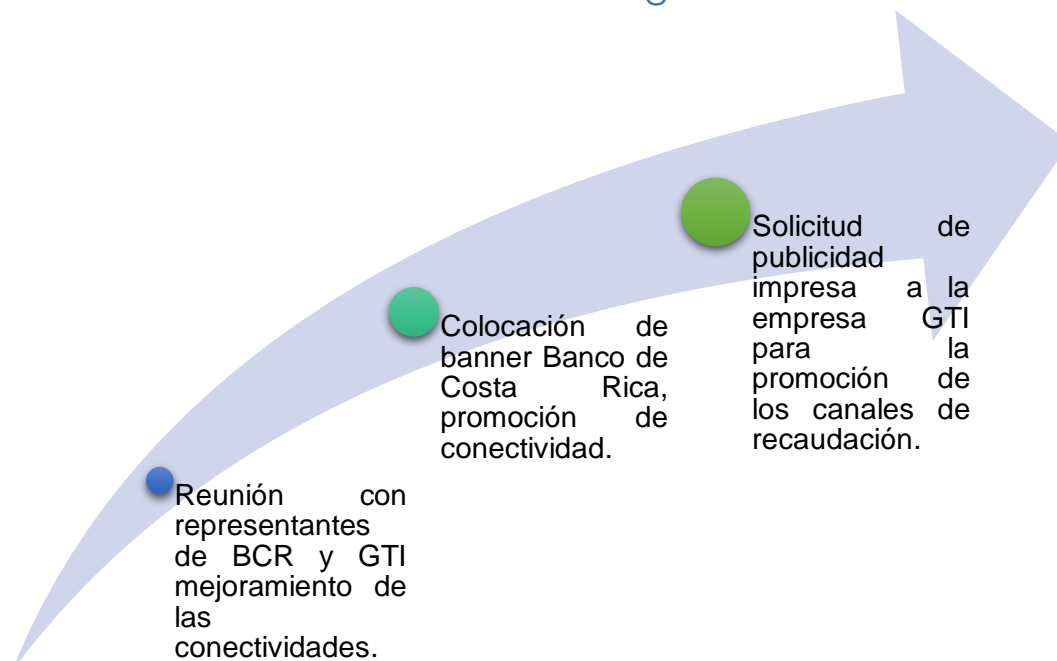 Solicitud de
publicidad
impresa a la
empresa GTI
para la
promoción de
los canales de
recaudación.
Colocación de
banner Banco de
Costa Rica,
promoción de
conectividad.
Reunión con
representantes
de BCR y GTI
mejoramiento de
las
conectividades.